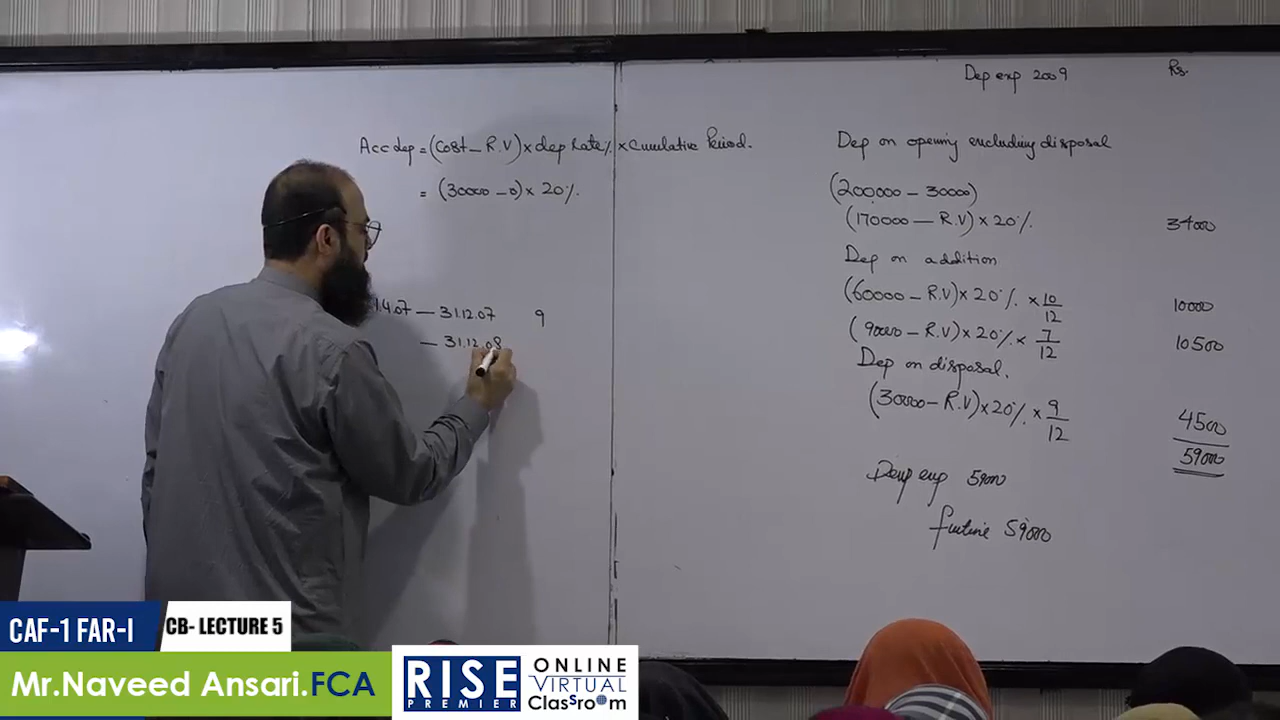 Acc dep = (Cost - R.V) × dep Rate % × Cumulative Period.
= (30000 - 0) × 20%.
1.4.07 — 31.12.07 9
— 31.12.08
Dep exp 2009 Rs.
Dep on opening excluding disposal
(200,000 - 30000)
(170000 - R.V) × 20% 34000
Dep on addition
(60000 - R.V) × 20% × 10/12 10000
(90000 - R.V) × 20% × 7/12 10500
Dep on disposal.
(30000 - R.V) × 20% × 9/12 4500
59000
exp 59000
59000
CAF-1 FAR-I CB- LECTURE 5
Mr.Naveed Ansari.FCA
RISE PREMIER
ONLINE VIRTUAL ClasSroom